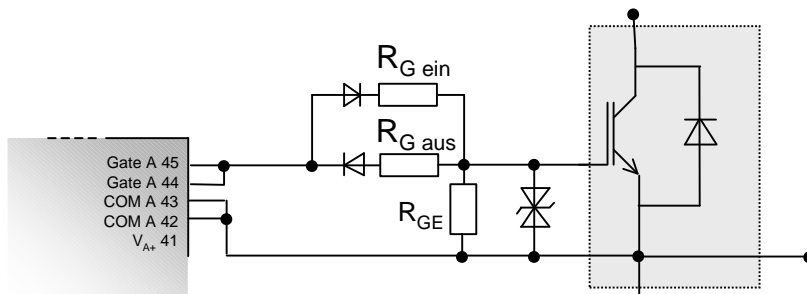 R_G ein
R_G aus
Gate A 45
Gate A 44
COM A 43
COM A 42
V_A+ 41
R_GE